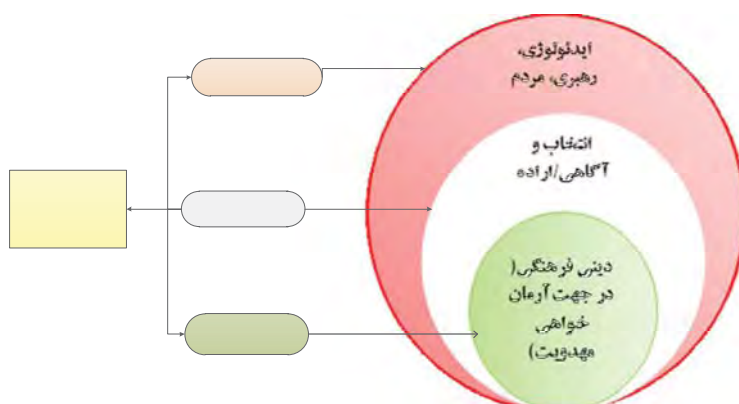 ایدئولوژی،
رهبری، مردم
انتخاب و
آگاهی/اراده
دینی فرهنگی(
در جهت آرمان
خواهی
مهدویت)